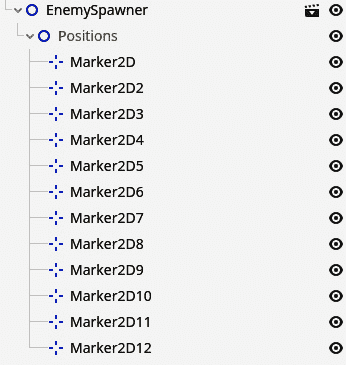 EnemySpawner
Positions
Marker2D
Marker2D2
Marker2D3
Marker2D4
Marker2D5
Marker2D6
Marker2D7
Marker2D8
Marker2D9
Marker2D10
Marker2D11
Marker2D12